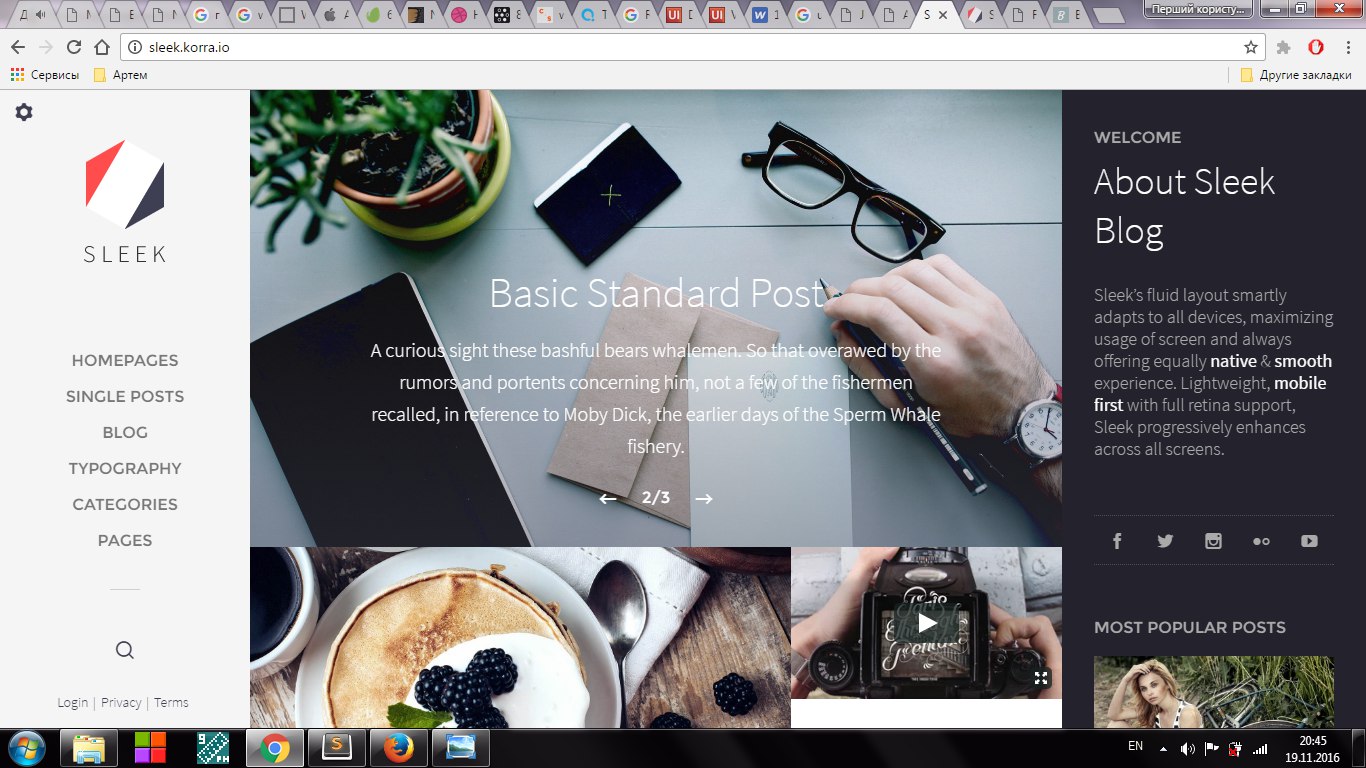 Перший користу...
sleek.korra.io
Сервисы
Артем
Другие закладки
SLEEK
HOMEPAGES
SINGLE POSTS
BLOG
TYPOGRAPHY
CATEGORIES
PAGES
Login | Privacy | Terms
Basic Standard Post
A curious sight these bashful bears whalemen. So that overawed by the
rumors and portents concerning him, not a few of the fishermen
recalled, in reference to Moby Dick, the earlier days of the Sperm Whale
fishery.
2/3
WELCOME
About Sleek
Blog
Sleek’s fluid layout smartly
adapts to all devices, maximizing
usage of screen and always
offering equally native & smooth
experience. Lightweight, mobile
first with full retina support,
Sleek progressively enhances
across all screens.
MOST POPULAR POSTS
EN
20:45
19.11.2016